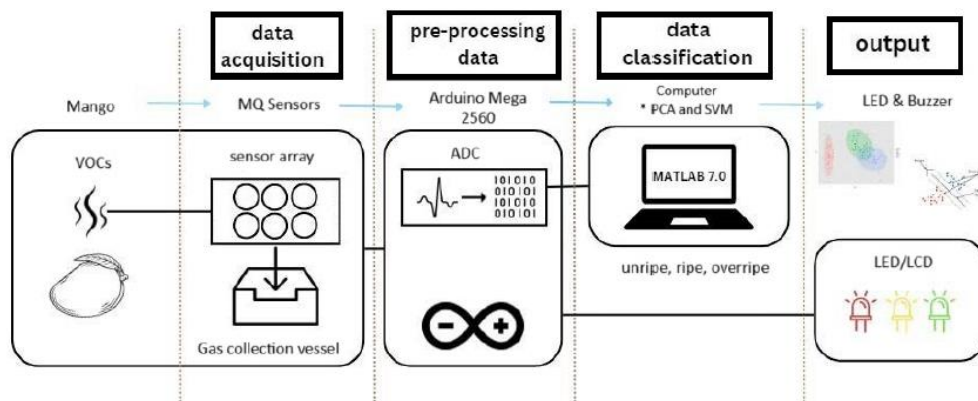 data
acquisition
pre-processing
data
data
classification
output
Mango
MQ Sensors
Arduino Mega
2560
Computer
* PCA and SVM
LED & Buzzer
VOCs
sensor array
Gas collection vessel
ADC
101010
010101
101010
010101
MATLAB 7.0
unripe, ripe, overripe
LED/LCD